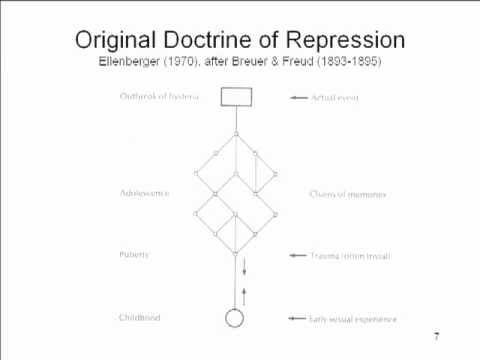 Original Doctrine of Repression
Ellenberger (1970), after Breuer & Freud (1893-1895)
Outbreak of hysteria
Actual event
Adolescence
Chains of memories
Puberty
Trauma (often trivial)
Childhood
Early sexual experience
7